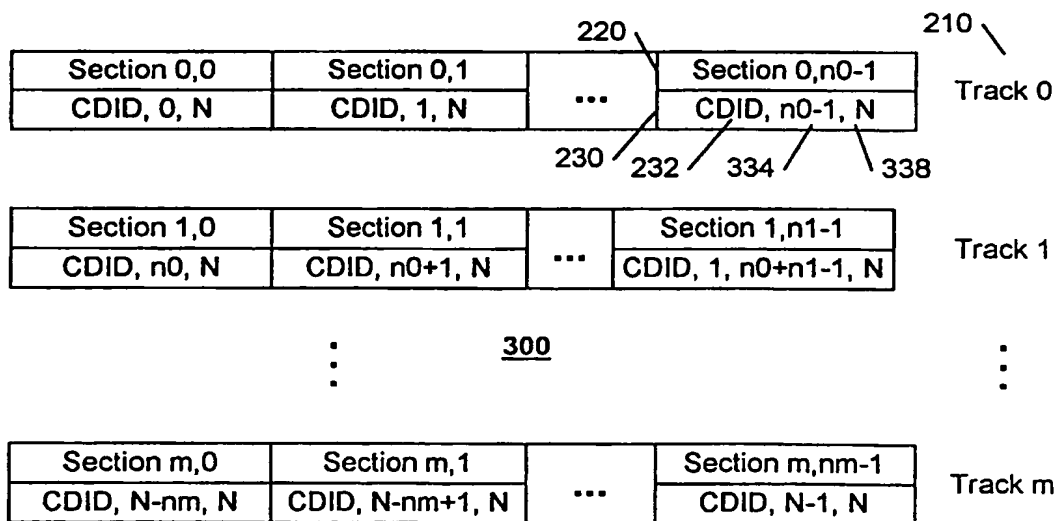 220 210
Section 0,0 Section 0,1 ... Section 0,n0-1 Track 0
CDID, 0, N CDID, 1, N CDID, n0-1, N
230 232 334 338
Section 1,0 Section 1,1 ... Section 1,n1-1 Track 1
CDID, n0, N CDID, n0+1, N CDID, 1, n0+n1-1, N
300
Section m,0 Section m,1 ... Section m,nm-1 Track m
CDID, N-nm, N CDID, N-nm+1, N CDID, N-1, N